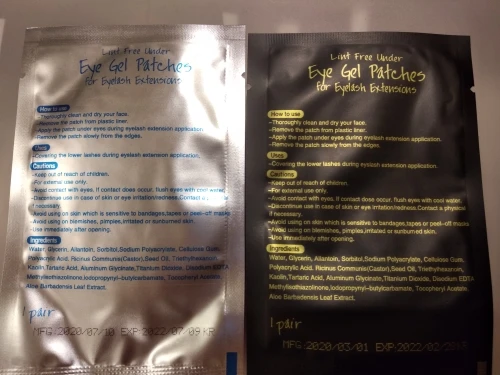 Lint Free Under
Eye Gel Patches
For Eyelash Extensions
How to use
-Thoroughly clean and dry your face.
-Remove the patch from plastic liner.
-Apply the patch under eyes during eyelash extension application.
-Remove the patch slowly from the edges.
Uses
-Covering the lower lashes during eyelash extension application.
Cautions
-Keep out of reach of children.
-For external use only.
-Avoid contact with eyes. If contact does occur, flush eyes with cool water.
-Discontinue use in case of skin or eye irritation/redness.Contact a
if necessary.
-Avoid using on skin which is sensitive to bandages,tapes or peel-off masks
-Avoid using on blemishes, pimples,irritated or sunburned skin.
-Use immediately after opening.
Ingredients
Water, Glycerin, Allantoin, Sorbitol,Sodium Polyacrylate, Cellulose Gum,
Polyacrylic Acid, Ricinus Communis(Castor),Seed Oil, Triethylhexanoin,
Kaolin,Tartaric Acid, Aluminum Glycinate,Titanium Dioxide, Disodium EDTA
Methylisothiazolinone,Iodopropynyl-butylcarbamate, Tocopheryl Acetate,
Aloe Barbadensis Leaf Extract.
1 pair
MFG:2020/07/10 EXP:2022/07/09 KR
Lint Free Under
Eye Gel Patches
For Eyelash Extensions
How to use
-Thoroughly clean and dry your face.
-Remove the patch from plastic liner.
-Apply the patch under eyes during eyelash extension application.
-Remove the patch slowly from the edges.
Uses
-Covering the lower lashes during eyelash extension application.
Cautions
-Keep out of reach of children.
-For external use only.
-Avoid contact with eyes. If contact does occur, flush eyes with cool water.
-Discontinue use in case of skin or eye irritation/redness.Contact a physical
if necessary.
-Avoid using on skin which is sensitive to bandages,tapes or peel-off masks
-Avoid using on blemishes, pimples,irritated or sunburned skin.
-Use immediately after opening.
Ingredients
Water, Glycerin, Allantoin, Sorbitol,Sodium Polyacrylate, Cellulose Gum,
Polyacrylic Acid, Ricinus Communis(Castor),Seed Oil, Triethylhexanoin,
Kaolin,Tartaric Acid, Aluminum Glycinate,Titanium Dioxide, Disodium EDTA
Methylisothiazolinone,Iodopropynyl-butylcarbamate, Tocopheryl Acetate,
Aloe Barbadensis Leaf Extract.
1 pair
MFG:2020/03/01 EXP:2022/02/